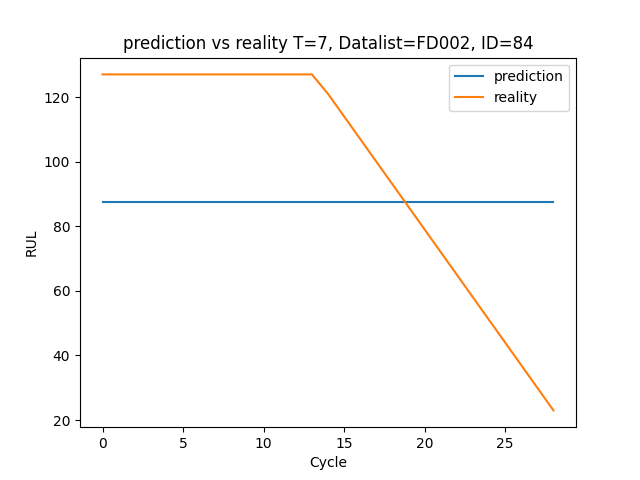 prediction vs reality T=7, Datalist=FD002, ID=84
prediction
reality
RUL
120
100
80
60
40
20
0 5 10 15 20 25
Cycle